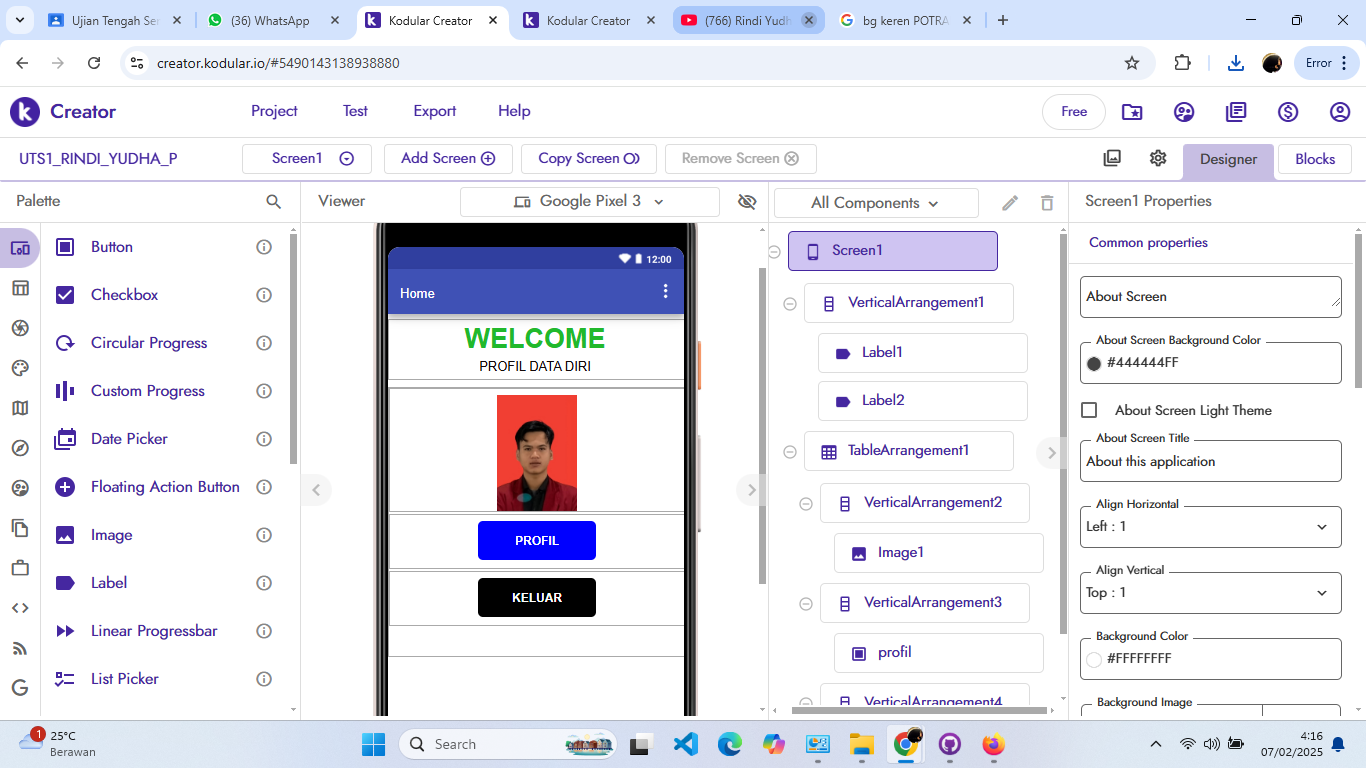 Ujian Tengah Se
(36) WhatsApp
Kodular Creator
Kodular Creator
(766) Rindi Yudh
bg keren POTRA
creator.kodular.io/#5490143138938880
Error
Creator
Project
Test
Export
Help
Free
UTS1_RINDI_YUDHA_P
Screen1
Add Screen
Copy Screen
Remove Screen
Designer
Blocks
Palette
Button
Checkbox
Circular Progress
Custom Progress
Date Picker
Floating Action Button
Image
Label
Linear Progressbar
List Picker
Viewer
Google Pixel 3
12:00
Home
WELCOME
PROFIL DATA DIRI
PROFIL
KELUAR
All Components
Screen1
VerticalArrangement1
Label1
Label2
TableArrangement1
VerticalArrangement2
Image1
VerticalArrangement3
profil
VerticalArrangement4
Screen1 Properties
Common properties
About Screen
About Screen Background Color
#444444FF
About Screen Light Theme
About Screen Title
About this application
Align Horizontal
Left : 1
Align Vertical
Top : 1
Background Color
#FFFFFFFF
Background Image
1
25°C
Berawan
Search
4:16
07/02/2025